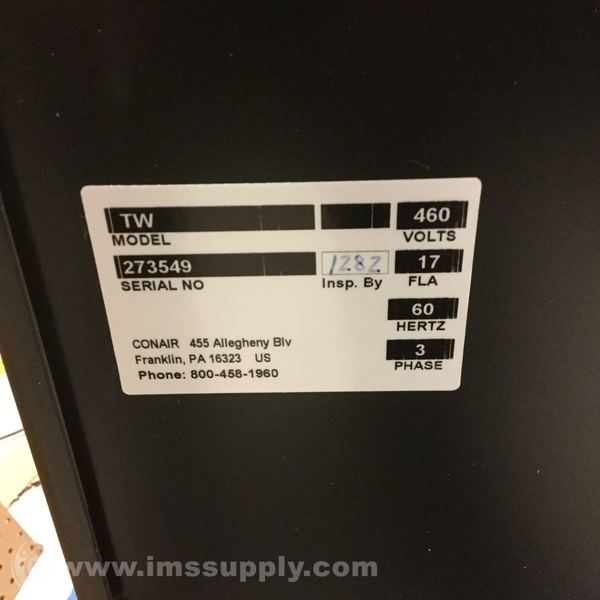 TW 460
MODEL VOLTS
273549 1282 17
SERIAL NO Insp. By FLA
60
HERTZ
CONAIR 455 Allegheny Blv
3
Franklin, PA 16323 US
PHASE
Phone: 800-458-1960
www.imssupply.com